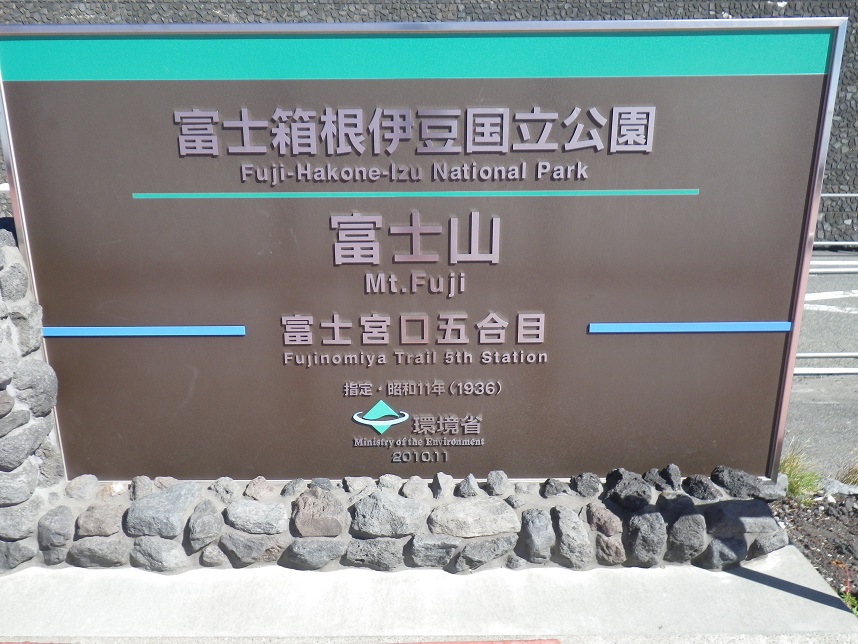 富士箱根伊豆国立公園
Fuji-Hakone-Izu National Park
富士山
Mt.Fuji
富士宮口五合目
Fujinomiya Trail 5th Station
指定・昭和11年(1936)
環境省
Ministry of the Environment
2010.11